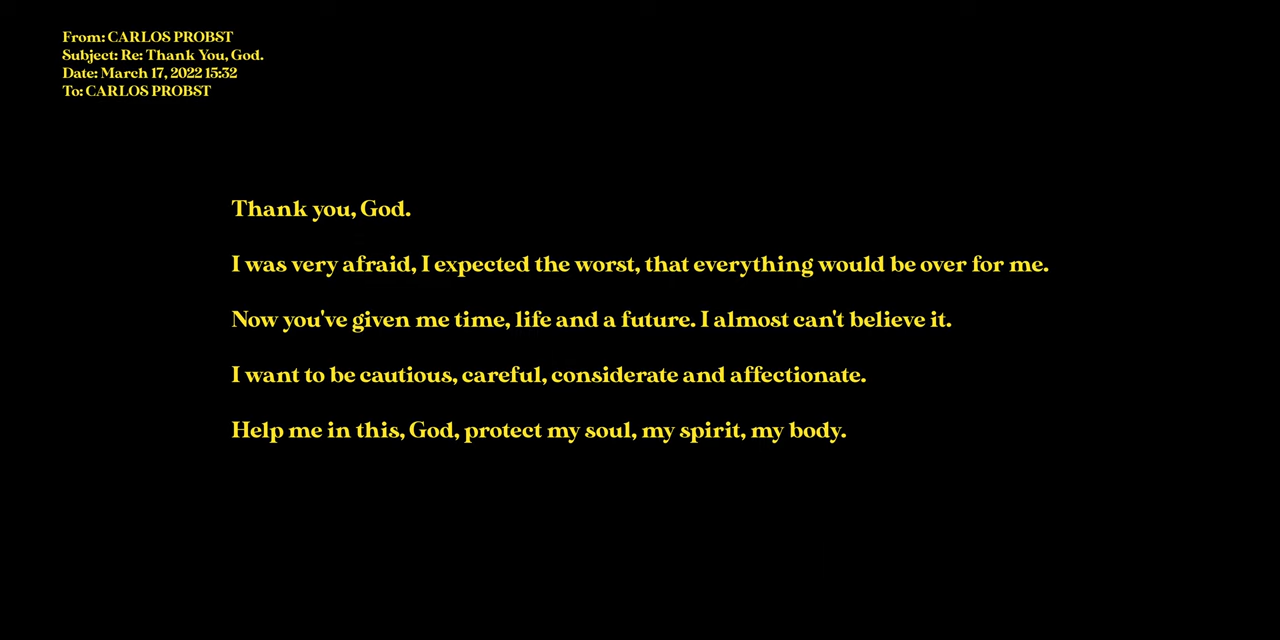 From: CARLOS PROBST
Subject: Re: Thank You, God.
Date: March 17, 2022 15:32
To: CARLOS PROBST
Thank you, God.
I was very afraid, I expected the worst, that everything would be over for me.
Now you've given me time, life and a future. I almost can't believe it.
I want to be cautious, careful, considerate and affectionate.
Help me in this, God, protect my soul, my spirit, my body.